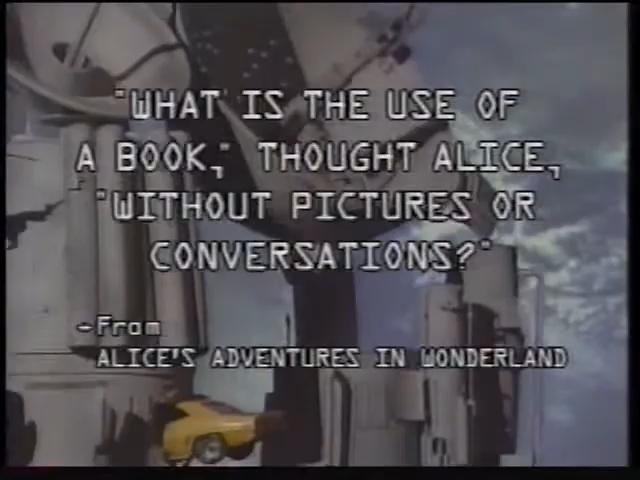 "WHAT IS THE USE OF
A BOOK," THOUGHT ALICE,
"WITHOUT PICTURES OR
CONVERSATIONS?"
-From
ALICE'S ADVENTURES IN WONDERLAND